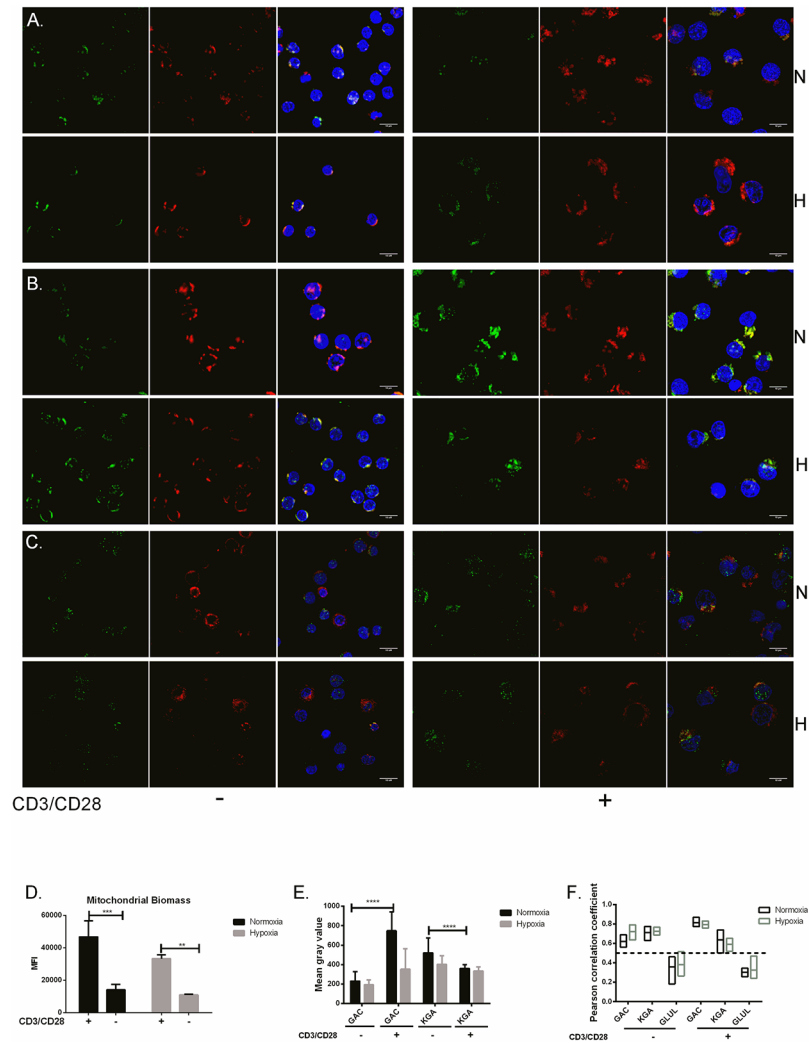 A.
N
H
B.
N
H
C.
N
H
CD3/CD28 - +
D.
Mitochondrial Biomass
Normoxia
Hypoxia
MFI
60000
40000
20000
0
CD3/CD28 + - + -
*** **
E.
Normoxia
Hypoxia
Mean gray value
1000
800
600
400
200
0
**** ****
GAC GAC KGA KGA
CD3/CD28 - + - +
F.
Normoxia
Hypoxia
Pearson correlation coefficient
1.0
0.8
0.6
0.4
0.2
0.0
GAC KGA GLUL GAC KGA GLUL
CD3/CD28 - +